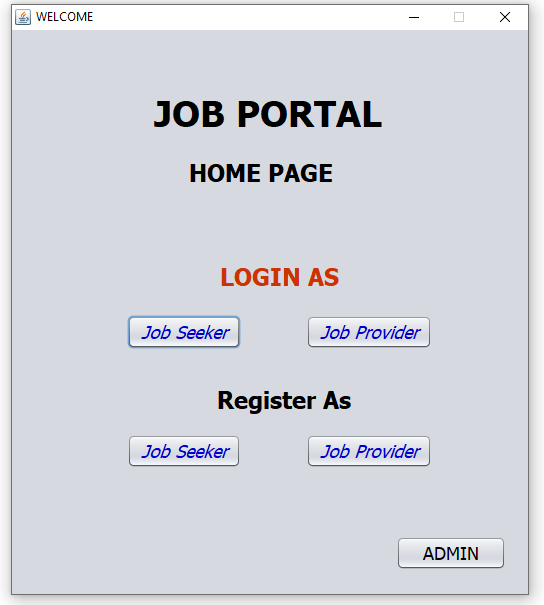 WELCOME
JOB PORTAL
HOME PAGE
LOGIN AS
Job Seeker Job Provider
Register As
Job Seeker Job Provider
ADMIN